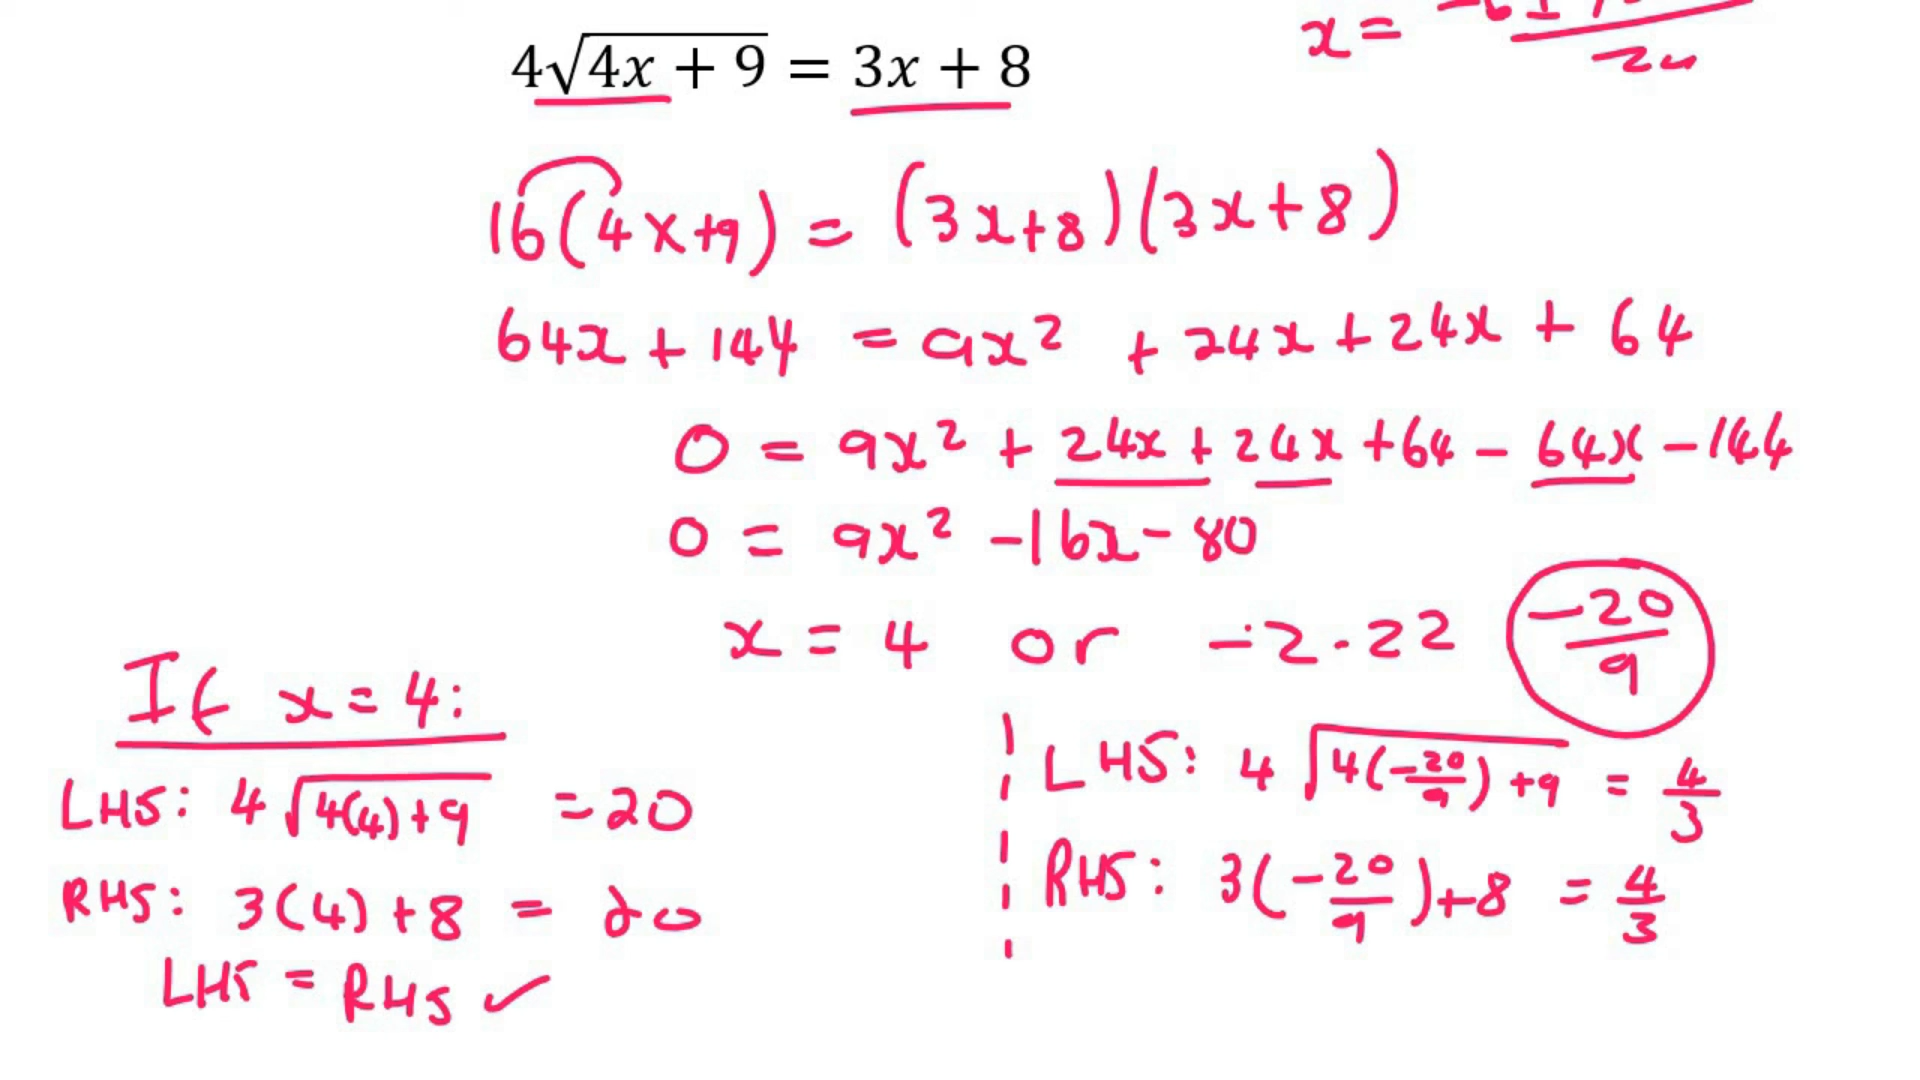 4√(4x + 9) = 3x + 8
x =
16(4x+9) = (3x+8)(3x+8)
64x + 144 = 9x² + 24x + 24x + 64
0 = 9x² + 24x + 24x + 64 - 64x - 144
0 = 9x² - 16x - 80
x = 4 or -2.22 -20/9
If x = 4:
LHS: 4√(4(4)+9) = 20
RHS: 3(4)+8 = 20
LHS = RHS ✓
LHS: 4√(4(-20/9)+9) = 4/3
RHS: 3(-20/9)+8 = 4/3